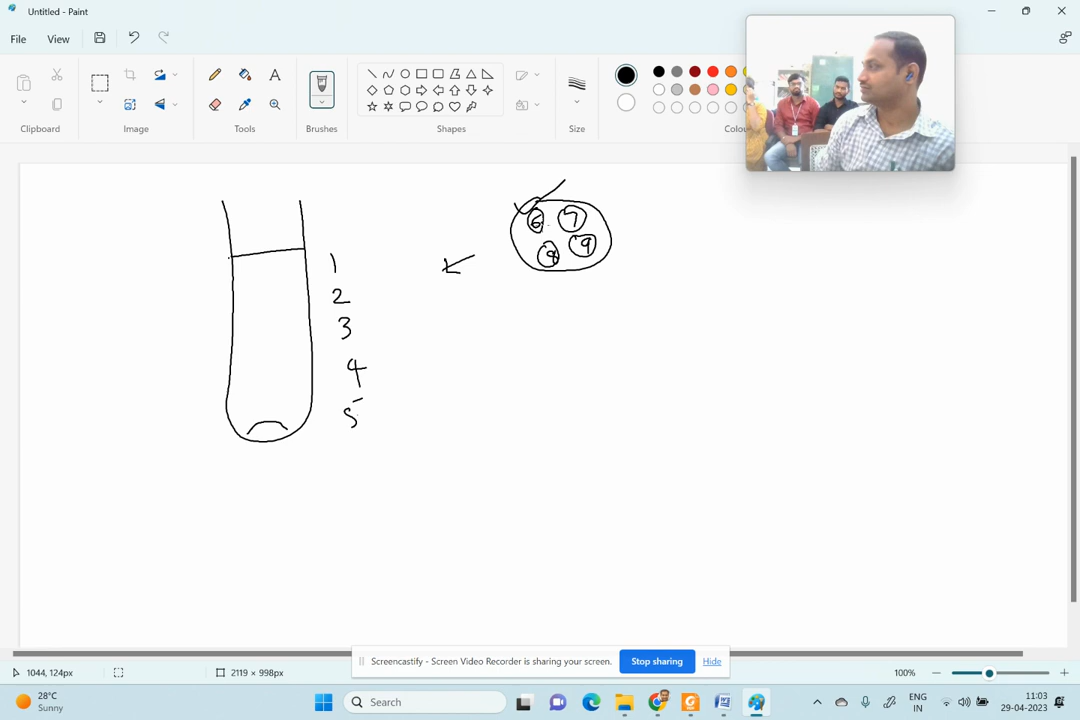 Untitled - Paint
File View
Clipboard Image Tools Brushes Shapes Size Colou
1
2
3
4
5
6 7
8 9
Screencastify - Screen Video Recorder is sharing your screen. Stop sharing Hide
1044, 124px 2119 × 998px 100%
28°C
Sunny
Search
ENG
IN
11:03
29-04-2023